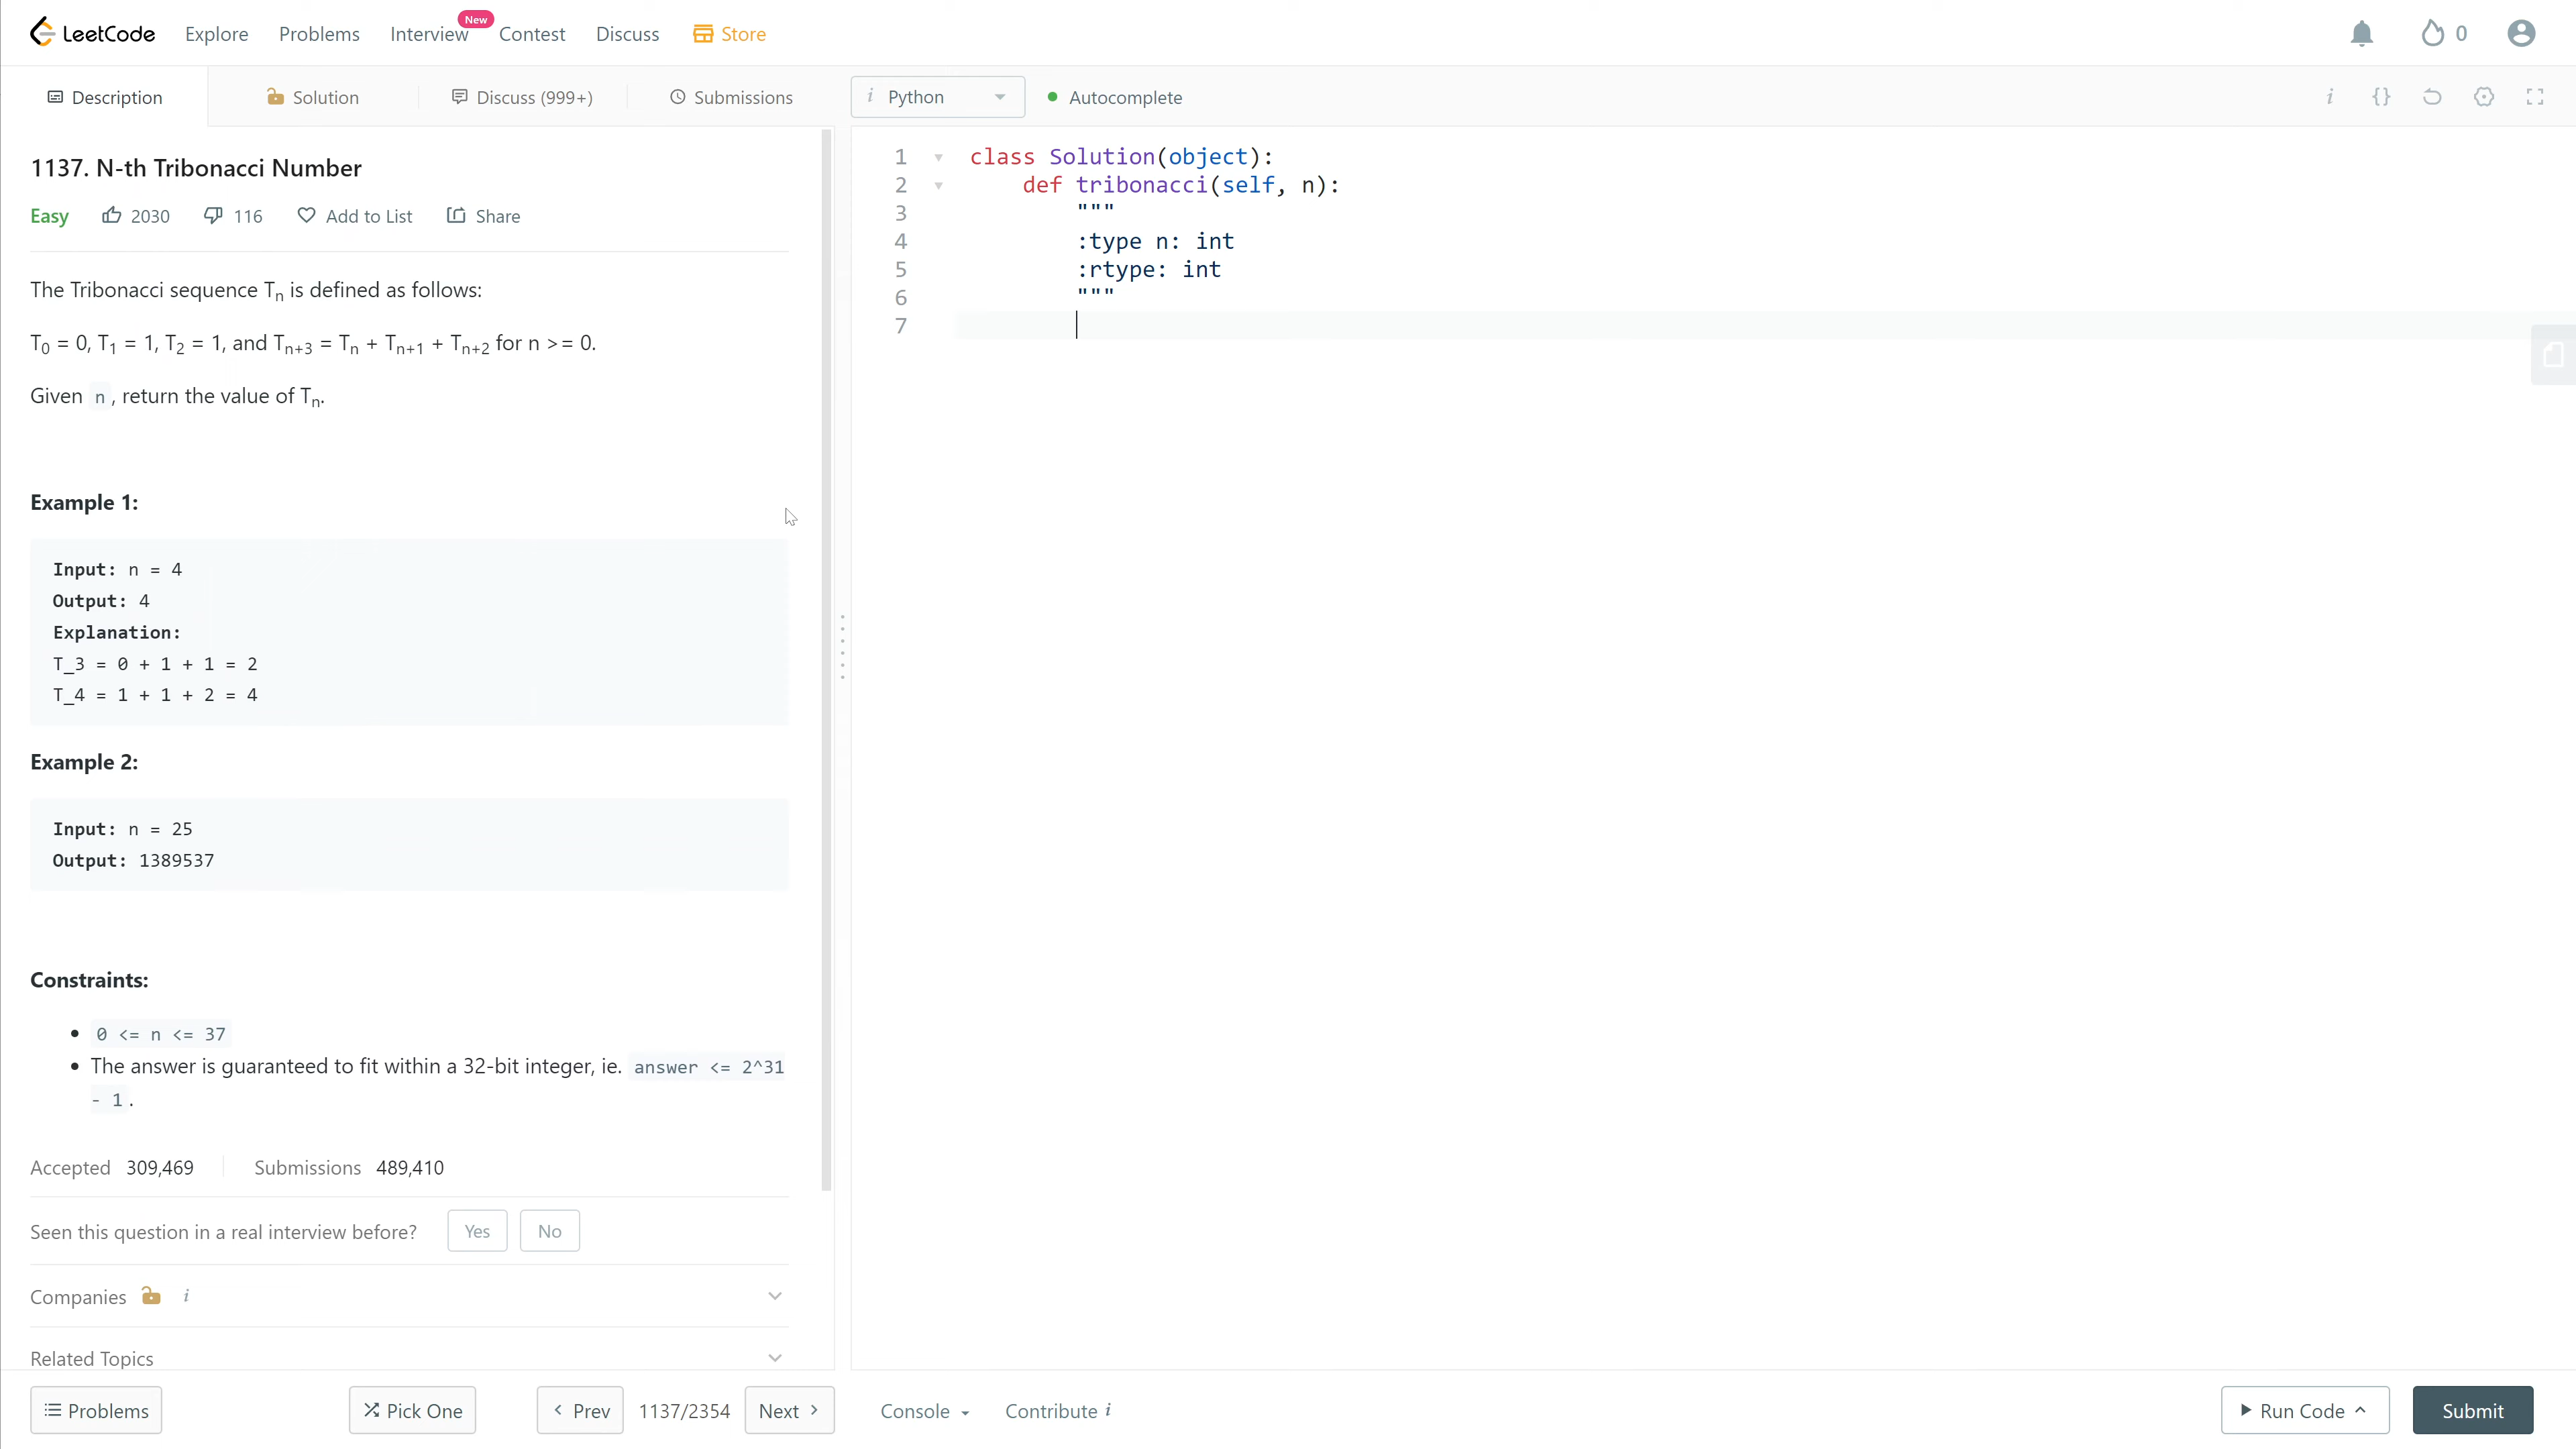 LeetCode Explore Problems Interview New Contest Discuss Store 0
Description Solution Discuss (999+) Submissions i Python Autocomplete i {}
1137. N-th Tribonacci Number
Easy 2030 116 Add to List Share
The Tribonacci sequence Tn is defined as follows:
T0 = 0, T1 = 1, T2 = 1, and Tn+3 = Tn + Tn+1 + Tn+2 for n >= 0.
Given n, return the value of Tn.
Example 1:
Input: n = 4
Output: 4
Explanation:
T_3 = 0 + 1 + 1 = 2
T_4 = 1 + 1 + 2 = 4
Example 2:
Input: n = 25
Output: 1389537
Constraints:
• 0 <= n <= 37
• The answer is guaranteed to fit within a 32-bit integer, ie. answer <= 2^31
- 1.
Accepted 309,469 Submissions 489,410
Seen this question in a real interview before? Yes No
Companies i
Related Topics
Problems Pick One < Prev 1137/2354 Next >
1 class Solution(object):
2 def tribonacci(self, n):
3 """
4 :type n: int
5 :rtype: int
6 """
7
Console Contribute i Run Code Submit